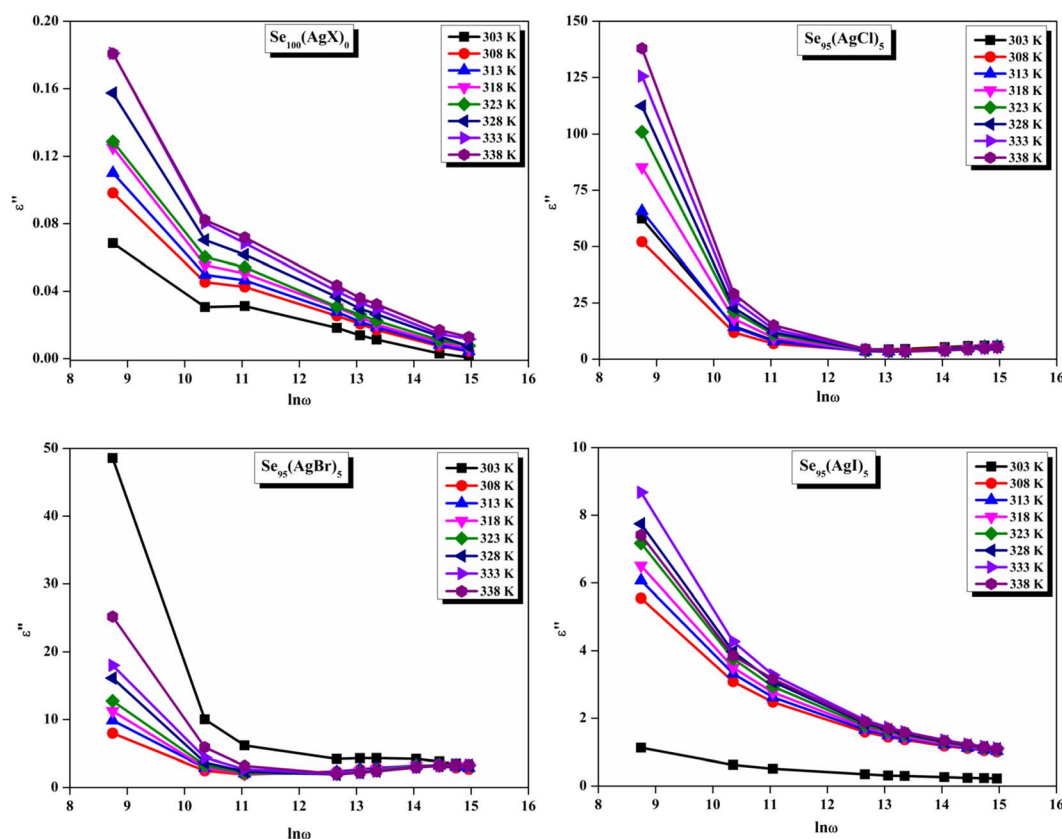 Se₁₀₀(AgX)₀
303 K
308 K
313 K
318 K
323 K
328 K
333 K
338 K
0.20
0.16
0.12
0.08
0.04
0.00
ε"
8 9 10 11 12 13 14 15 16
lnω
Se₉₅(AgCl)₅
303 K
308 K
313 K
318 K
323 K
328 K
333 K
338 K
150
125
100
75
50
25
0
ε"
8 9 10 11 12 13 14 15 16
lnω
Se₉₅(AgBr)₅
303 K
308 K
313 K
318 K
323 K
328 K
333 K
338 K
50
40
30
20
10
0
ε"
8 9 10 11 12 13 14 15 16
lnω
Se₉₅(AgI)₅
303 K
308 K
313 K
318 K
323 K
328 K
333 K
338 K
10
8
6
4
2
0
ε"
8 9 10 11 12 13 14 15 16
lnω